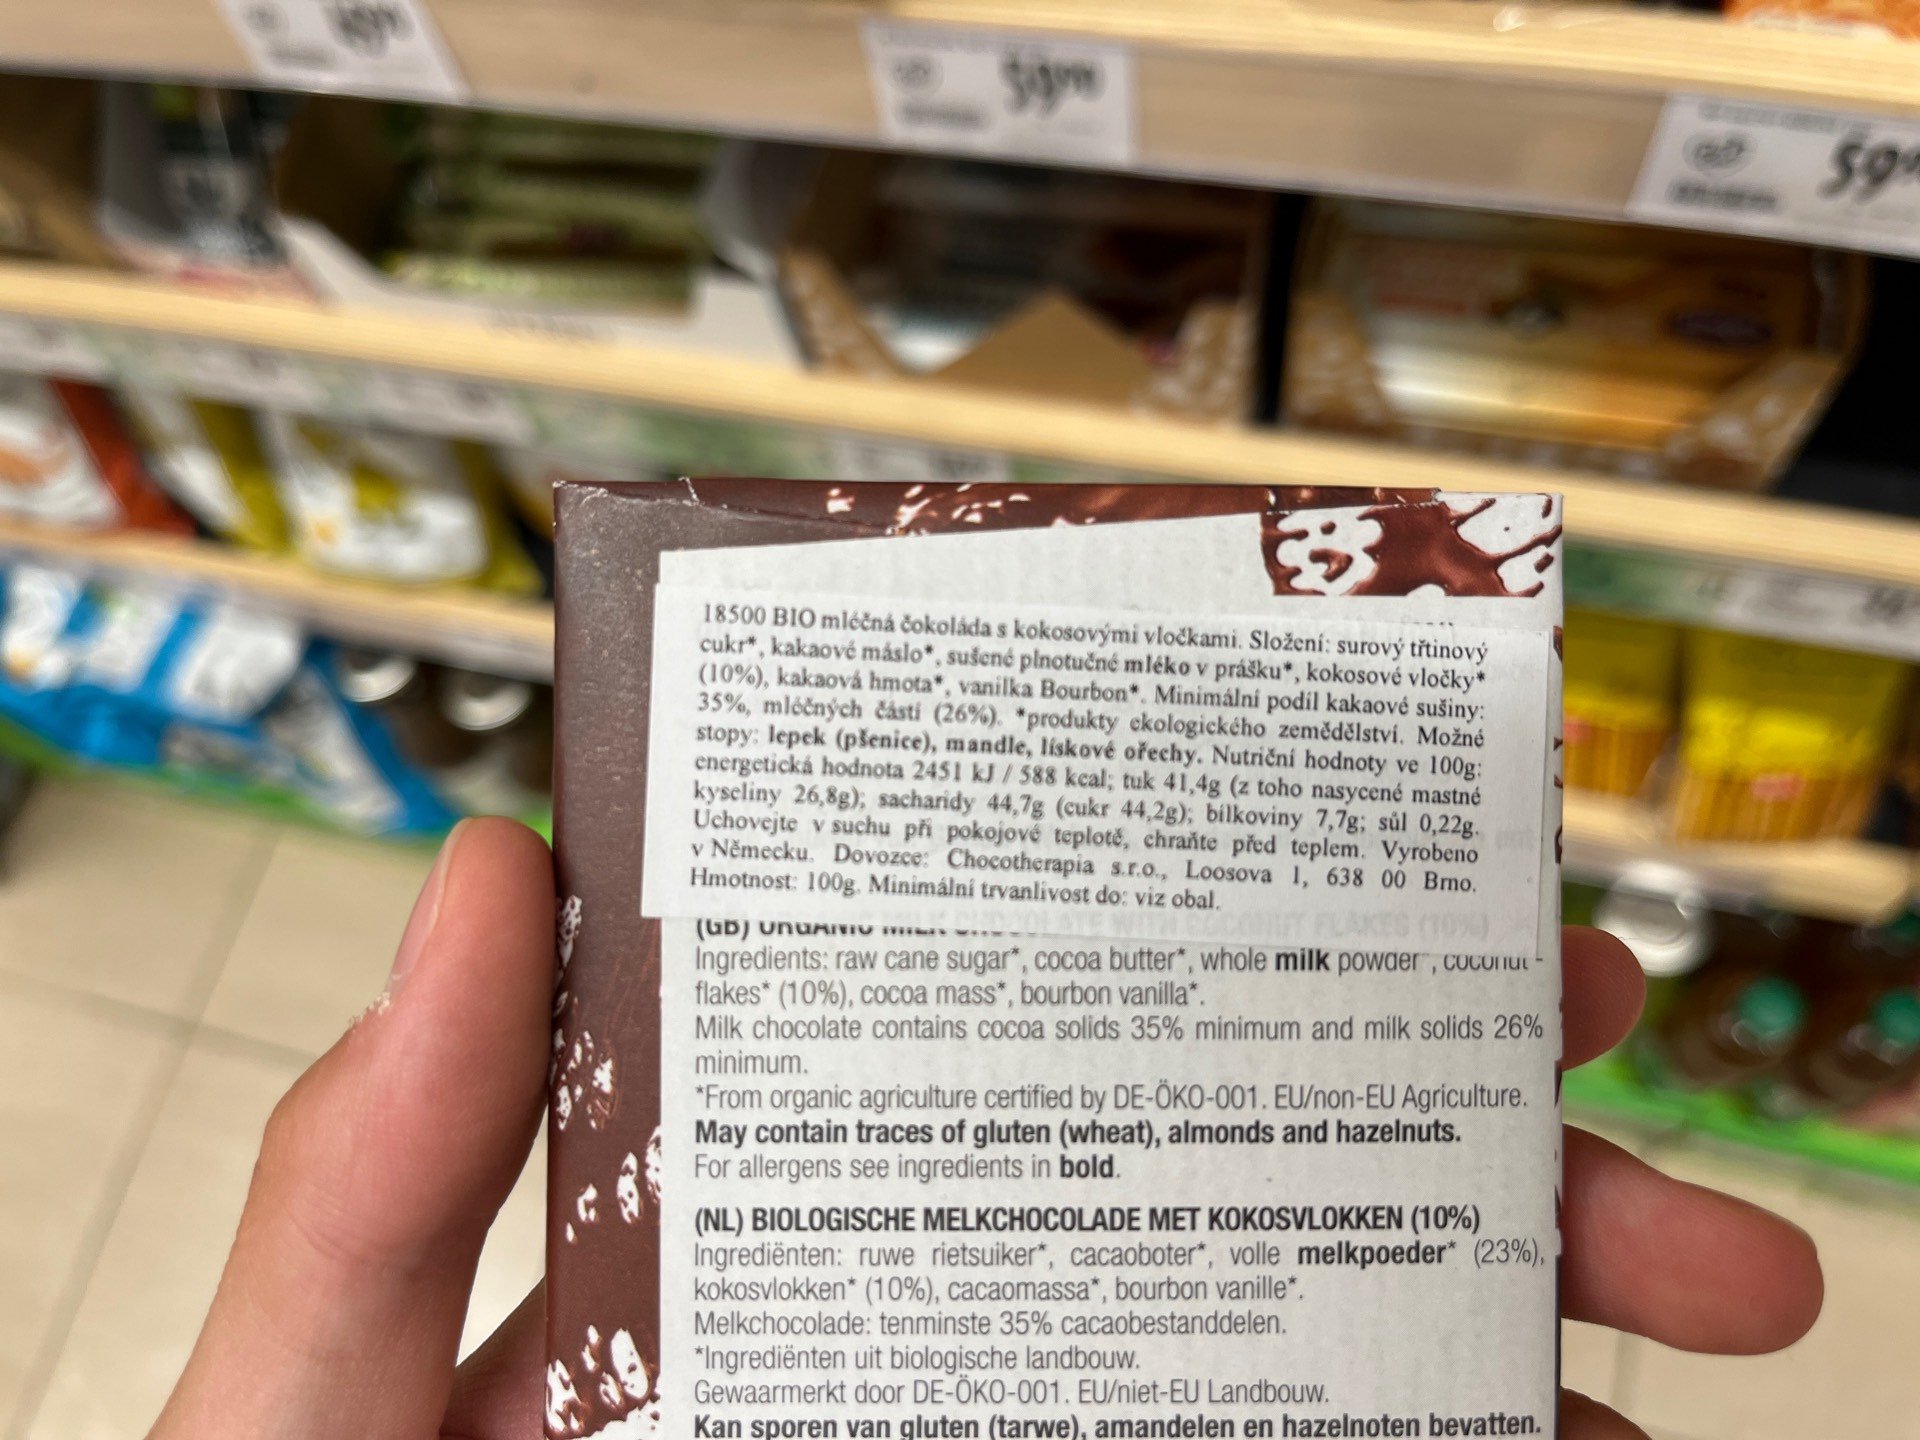 59⁹⁰
59
18500 BIO mléčná čokoláda s kokosovými vločkami. Složení: surový třtinový
cukr*, kakaové máslo*, sušené plnotučné mléko v prášku*, kokosové vločky*
(10%), kakaová hmota*, vanilka Bourbon*. Minimální podíl kakaové sušiny:
35%, mléčných částí (26%). *produkty ekologického zemědělství. Možné
stopy: lepek (pšenice), mandle, lískové ořechy. Nutriční hodnoty ve 100g:
energetická hodnota 2451 kJ / 588 kcal; tuk 41,4g (z toho nasycené mastné
kyseliny 26,8g); sacharidy 44,7g (cukr 44,2g); bílkoviny 7,7g; sůl 0,22g.
Uchovejte v suchu při pokojové teplotě, chraňte před teplem. Vyrobeno
v Německu. Dovozce: Chocotherapia s.r.o., Loosova 1, 638 00 Brno.
Hmotnost: 100g. Minimální trvanlivost do: viz obal.
(GB) ORGANIC MILK CHOCOLATE WITH COCONUT FLAKES (10%)
Ingredients: raw cane sugar*, cocoa butter*, whole milk powder*, coconut -
flakes* (10%), cocoa mass*, bourbon vanilla*.
Milk chocolate contains cocoa solids 35% minimum and milk solids 26%
minimum.
*From organic agriculture certified by DE-ÖKO-001. EU/non-EU Agriculture.
May contain traces of gluten (wheat), almonds and hazelnuts.
For allergens see ingredients in bold.
(NL) BIOLOGISCHE MELKCHOCOLADE MET KOKOSVLOKKEN (10%)
Ingrediënten: ruwe rietsuiker*, cacaoboter*, volle melkpoeder* (23%),
kokosvlokken* (10%), cacaomassa*, bourbon vanille*.
Melkchocolade: tenminste 35% cacaobestanddelen.
*Ingrediënten uit biologische landbouw.
Gewaarmerkt door DE-ÖKO-001. EU/niet-EU Landbouw.
Kan sporen van gluten (tarwe), amandelen en hazelnoten bevatten.